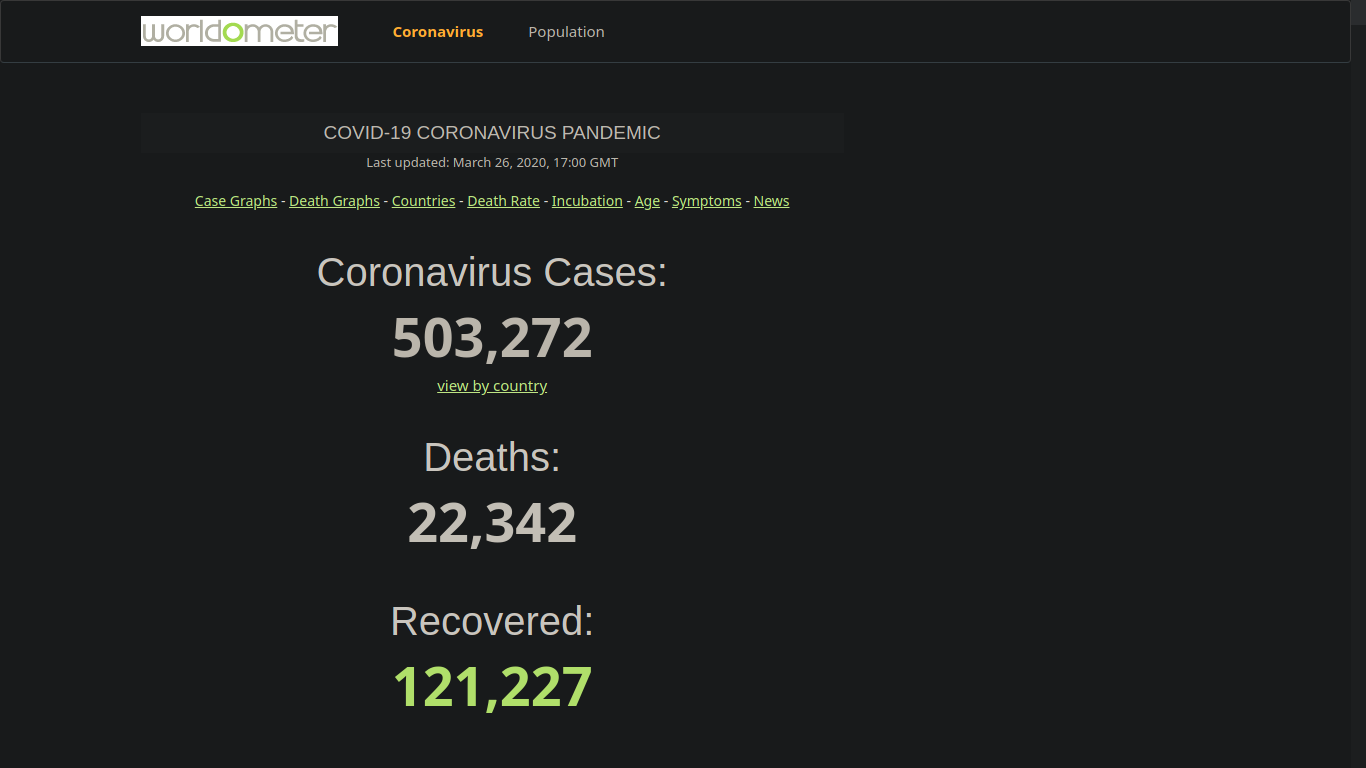 worldometer Coronavirus Population
COVID-19 CORONAVIRUS PANDEMIC
Last updated: March 26, 2020, 17:00 GMT
Case Graphs - Death Graphs - Countries - Death Rate - Incubation - Age - Symptoms - News
Coronavirus Cases:
503,272
view by country
Deaths:
22,342
Recovered:
121,227